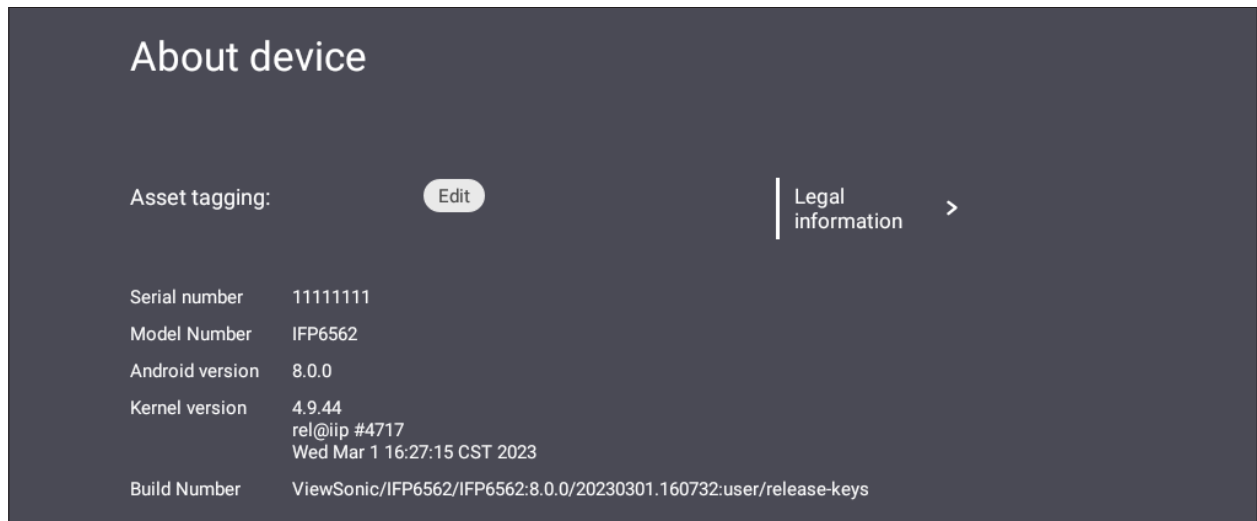 About device
Asset tagging:
Edit
Legal
information
Serial number 11111111
Model Number IFP6562
Android version 8.0.0
Kernel version 4.9.44
rel@iip #4717
Wed Mar 1 16:27:15 CST 2023
Build Number ViewSonic/IFP6562/IFP6562:8.0.0/20230301.160732:user/release-keys